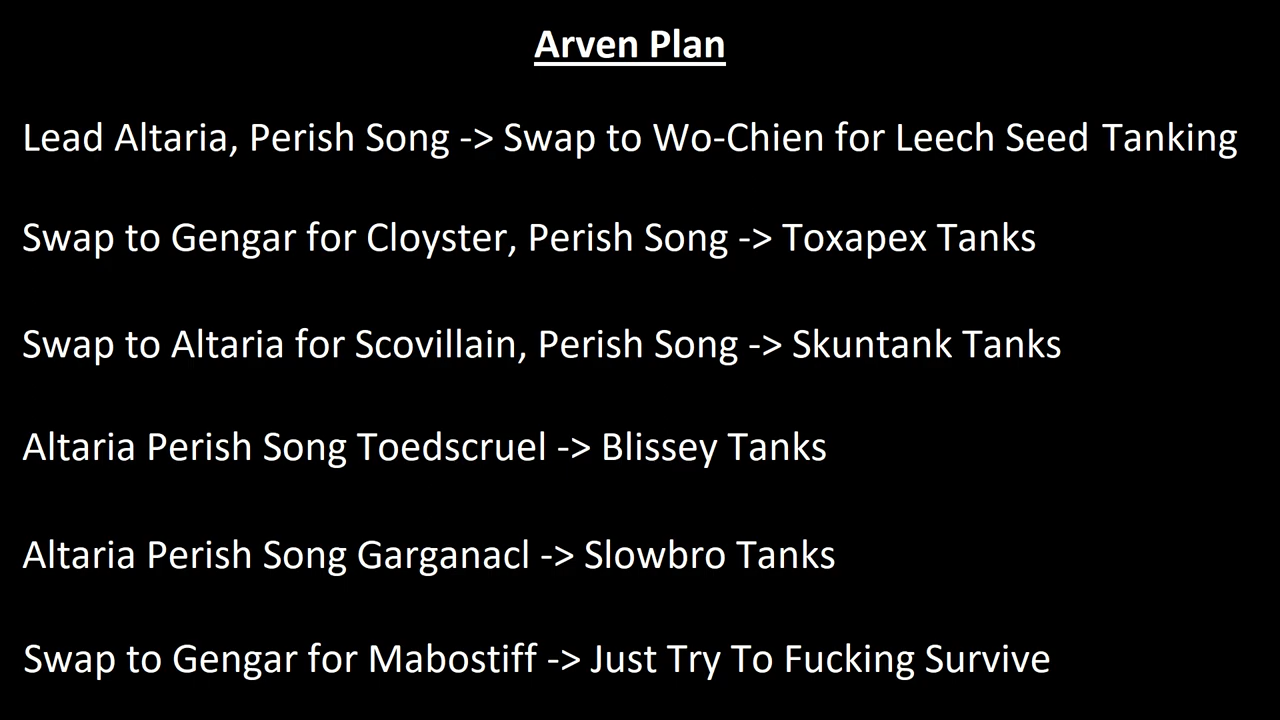 Arven Plan
Lead Altaria, Perish Song -> Swap to Wo-Chien for Leech Seed Tanking
Swap to Gengar for Cloyster, Perish Song -> Toxapex Tanks
Swap to Altaria for Scovillain, Perish Song -> Skuntank Tanks
Altaria Perish Song Toedscruel -> Blissey Tanks
Altaria Perish Song Garganacl -> Slowbro Tanks
Swap to Gengar for Mabostiff -> Just Try To Fucking Survive